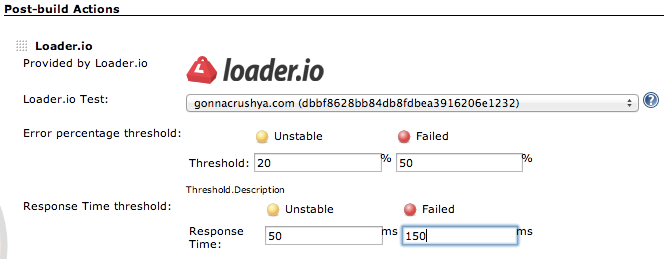 Post-build Actions
Loader.io
Provided by Loader.io
L loader.io
Loader.io Test: gonnacrushya.com (dbbf8628bb84db8fdbea3916206e1232) ?
Error percentage threshold: Unstable Failed
Threshold: 20 % 50 %
Threshold.Description
Response Time threshold: Unstable Failed
Response Time: 50 ms 150 ms